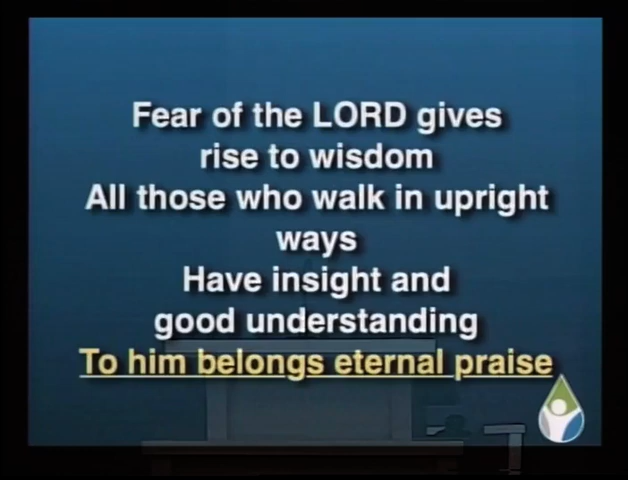 Fear of the LORD gives
rise to wisdom
All those who walk in upright
ways
Have insight and
good understanding
To him belongs eternal praise